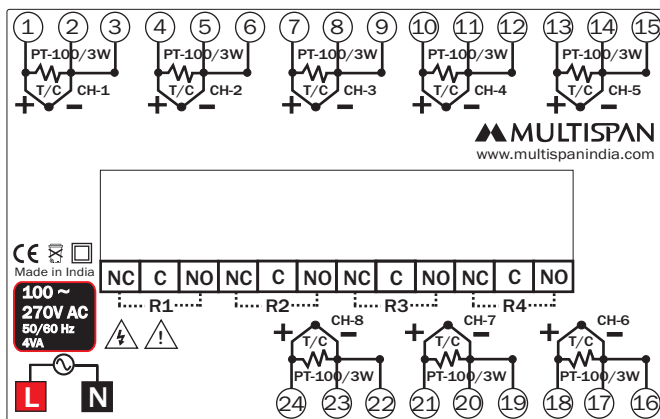 1 2 3 4 5 6 7 8 9 10 11 12 13 14 15
PT-100/3W PT-100/3W PT-100/3W PT-100/3W PT-100/3W
T/C CH-1 T/C CH-2 T/C CH-3 T/C CH-4 T/C CH-5
+ − + − + − + − + −
MULTISPAN
www.multispanindia.com
CE
Made in India
NC C NO NC C NO NC C NO NC C NO
R1 R2 R3 R4
100 ~
270V AC
50/60 Hz
4VA
L N
+ − CH-8 + − CH-7 + − CH-6
T/C T/C T/C
PT-100/3W PT-100/3W PT-100/3W
24 23 22 21 20 19 18 17 16